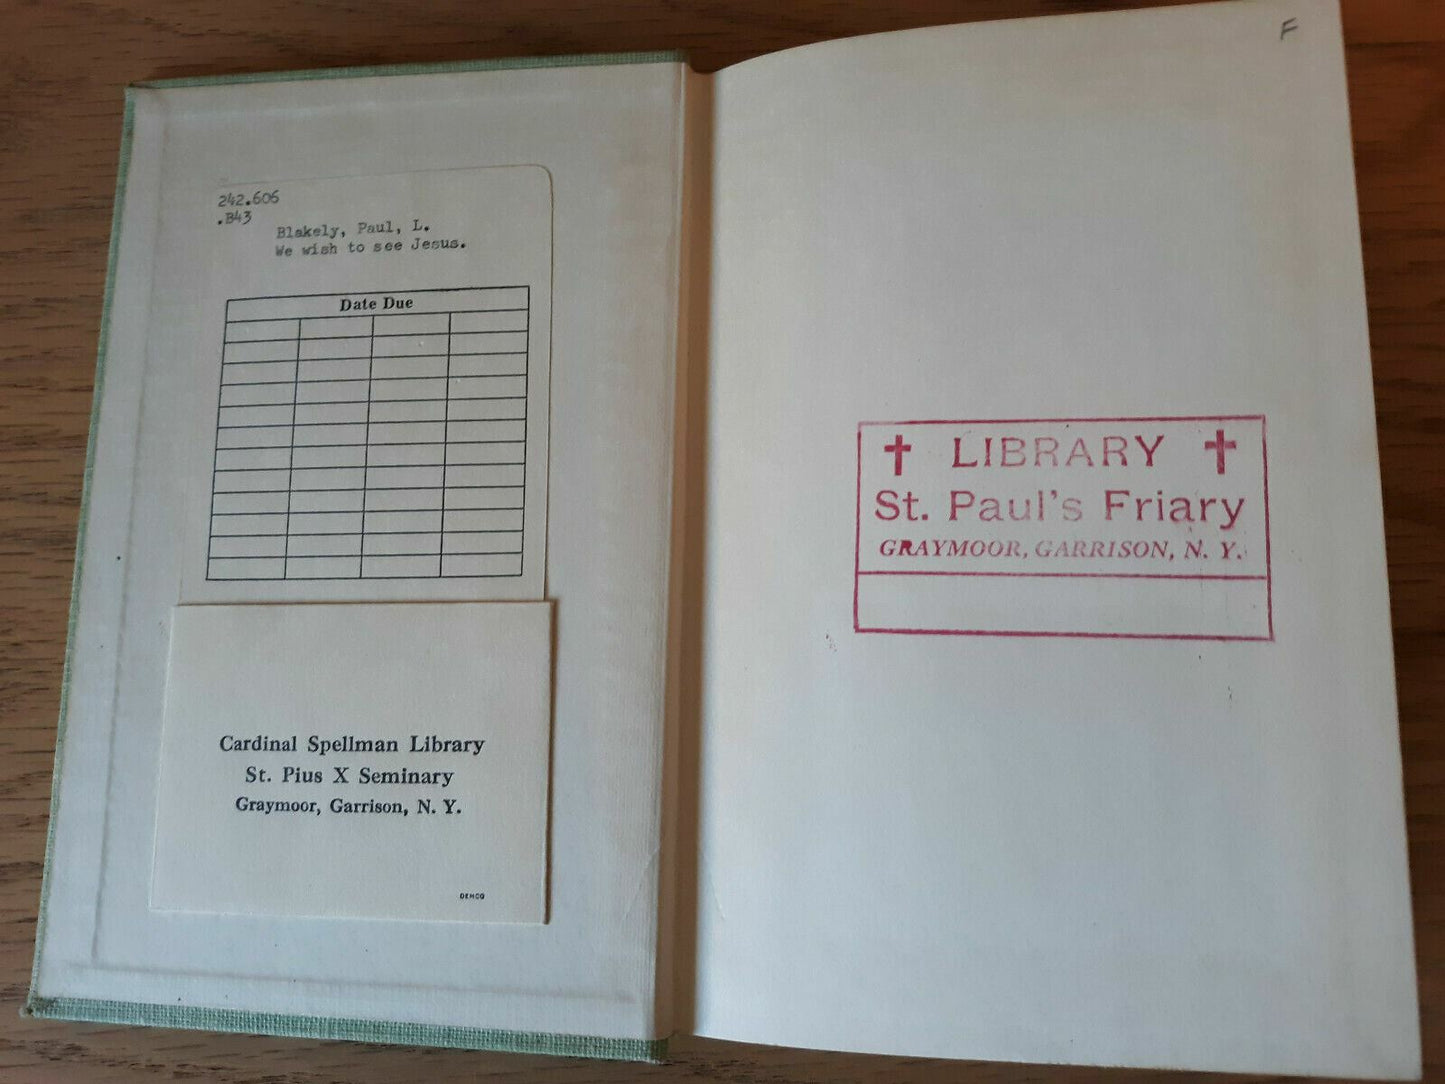 242.606
.B43
Blakely, Paul, L.
We wish to see Jesus.
Date Due
Cardinal Spellman Library
St. Pius X Seminary
Graymoor, Garrison, N. Y.
DEMCO
F
LIBRARY
St. Paul's Friary
GRAYMOOR, GARRISON, N. Y.